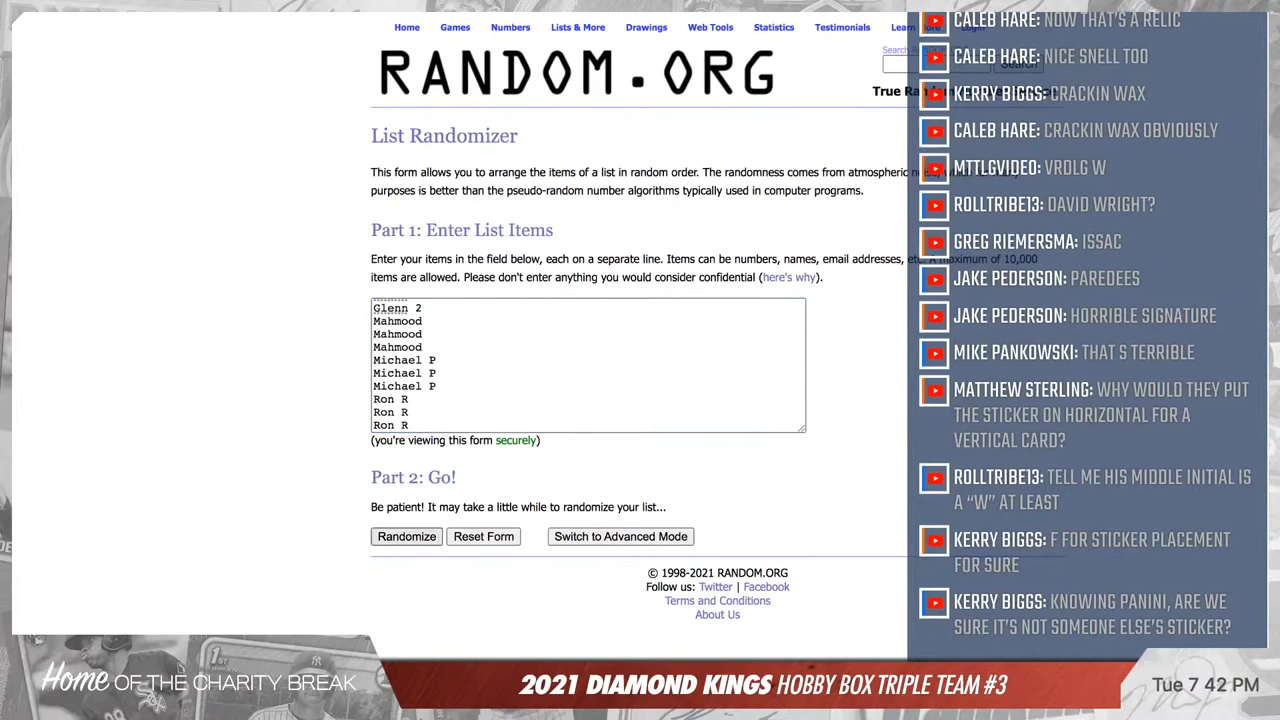 Home Games Numbers Lists & More Drawings Web Tools Statistics Testimonials Learn More Login
RANDOM.ORG
Search
True Ran
List Randomizer
This form allows you to arrange the items of a list in random order. The randomness comes from atmospheric
purposes is better than the pseudo-random number algorithms typically used in computer programs.
Part 1: Enter List Items
Enter your items in the field below, each on a separate line. Items can be numbers, names, email addresses, etc. A maximum of 10,000
items are allowed. Please don't enter anything you would consider confidential (here's why).
Glenn 2
Mahmood
Mahmood
Mahmood
Michael P
Michael P
Michael P
Ron R
Ron R
Ron R
(you're viewing this form securely)
Part 2: Go!
Be patient! It may take a little while to randomize your list...
Randomize Reset Form Switch to Advanced Mode
© 1998-2021 RANDOM.ORG
Follow us: Twitter | Facebook
Terms and Conditions
About Us
CALEB HARE: NOW THAT'S A RELIC
CALEB HARE: NICE SNELL TOO
KERRY BIGGS: CRACKIN WAX
CALEB HARE: CRACKIN WAX OBVIOUSLY
MTTLGVIDEO: VRDLG W
ROLLTRIBE13: DAVID WRIGHT?
GREG RIEMERSMA: ISSAC
JAKE PEDERSON: PAREDEES
JAKE PEDERSON: HORRIBLE SIGNATURE
MIKE PANKOWSKI: THAT S TERRIBLE
MATTHEW STERLING: WHY WOULD THEY PUT
THE STICKER ON HORIZONTAL FOR A
VERTICAL CARD?
ROLLTRIBE13: TELL ME HIS MIDDLE INITIAL IS
A “W” AT LEAST
KERRY BIGGS: F FOR STICKER PLACEMENT
FOR SURE
KERRY BIGGS: KNOWING PANINI, ARE WE
SURE IT'S NOT SOMEONE ELSE'S STICKER?
Home OF THE CHARITY BREAK
2021 DIAMOND KINGS HOBBY BOX TRIPLE TEAM #3
Tue 7 42 PM